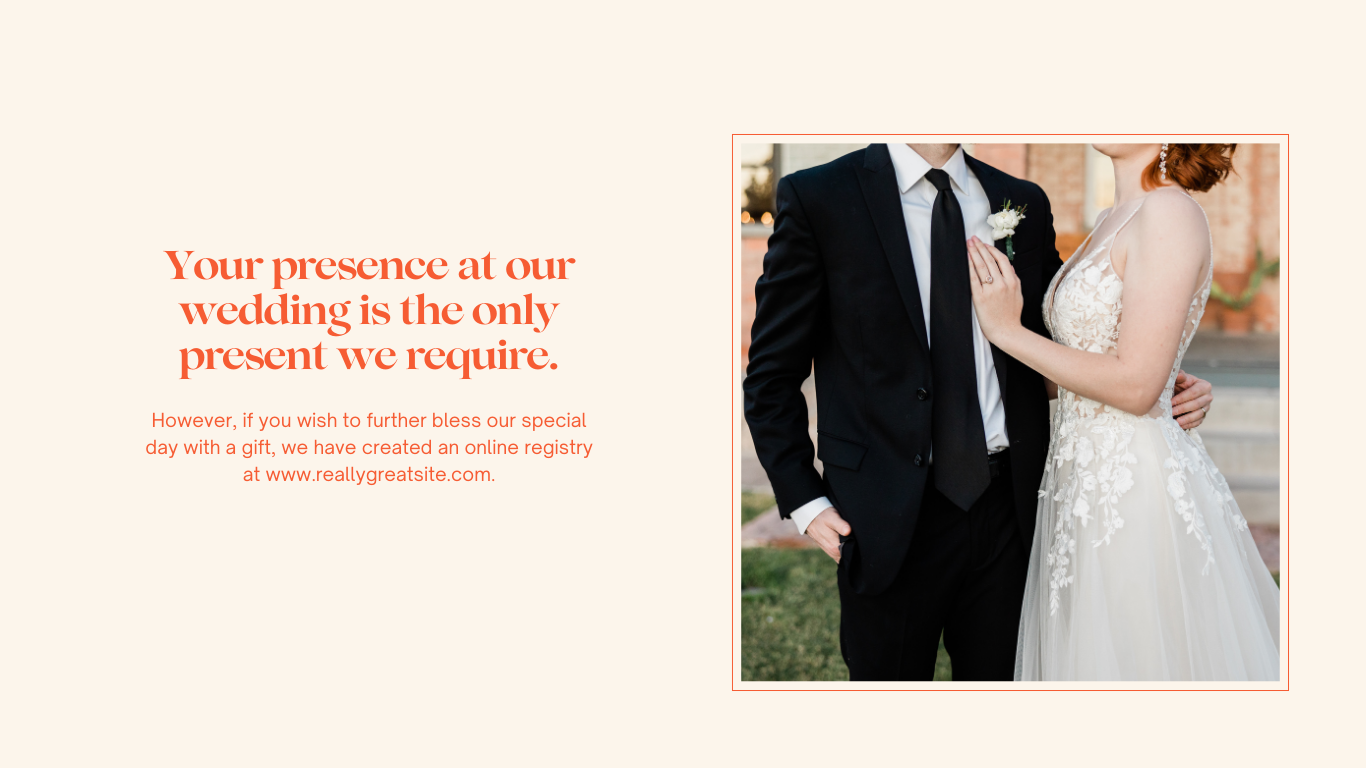 Your presence at our
wedding is the only
present we require.
However, if you wish to further bless our special
day with a gift, we have created an online registry
at www.reallygreatsite.com.